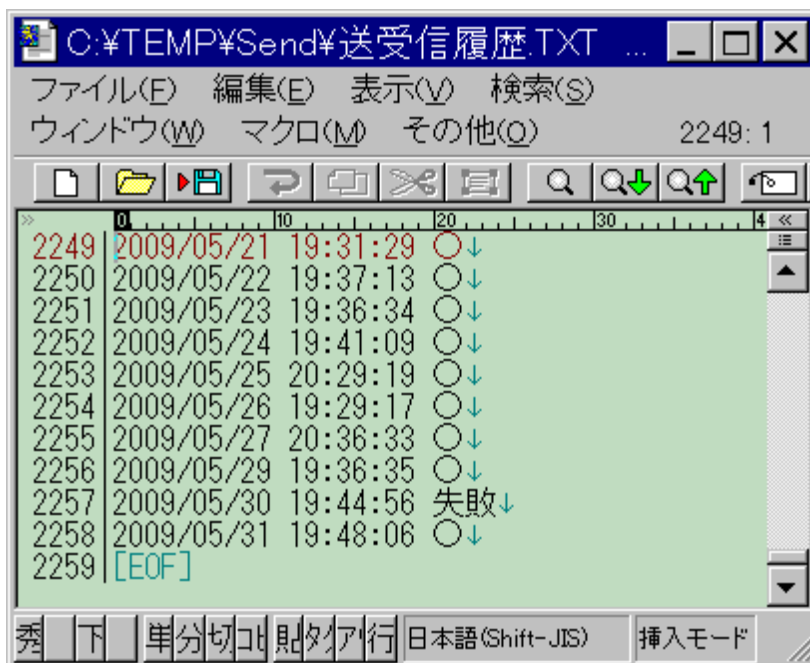 C:¥TEMP¥Send¥送受信履歴.TXT ...
ファイル(F) 編集(E) 表示(V) 検索(S)
ウィンドウ(W) マクロ(M) その他(O) 2249: 1
0 10 20 30 4
2249 2009/05/21 19:31:29 ○↓
2250 2009/05/22 19:37:13 ○↓
2251 2009/05/23 19:36:34 ○↓
2252 2009/05/24 19:41:09 ○↓
2253 2009/05/25 20:29:19 ○↓
2254 2009/05/26 19:29:17 ○↓
2255 2009/05/27 20:36:33 ○↓
2256 2009/05/29 19:36:35 ○↓
2257 2009/05/30 19:44:56 失敗↓
2258 2009/05/31 19:48:06 ○↓
2259 [EOF]
秀 下 単 分 切 コピ 貼 タグ 行 日本語(Shift-JIS) 挿入モード